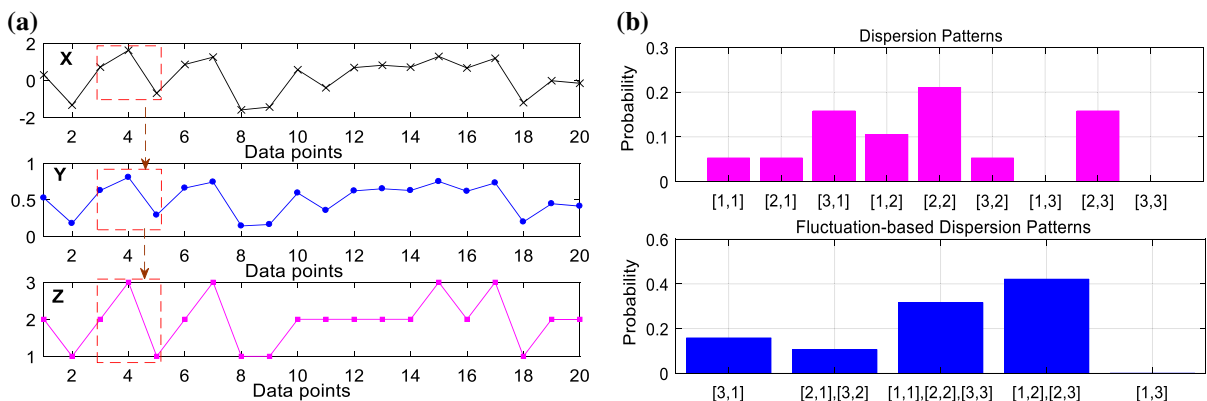 (a)
X
2
0
-2
2 4 6 8 10 12 14 16 18 20
Data points
Y
1
0.5
0
2 4 6 8 10 12 14 16 18 20
Data points
Z
3
2
1
2 4 6 8 10 12 14 16 18 20
Data points
(b)
Dispersion Patterns
Probability
0.3
0.2
0.1
0
[1,1] [2,1] [3,1] [1,2] [2,2] [3,2] [1,3] [2,3] [3,3]
Fluctuation-based Dispersion Patterns
Probability
0.6
0.4
0.2
0
[3,1] [2,1],[3,2] [1,1],[2,2],[3,3] [1,2],[2,3] [1,3]